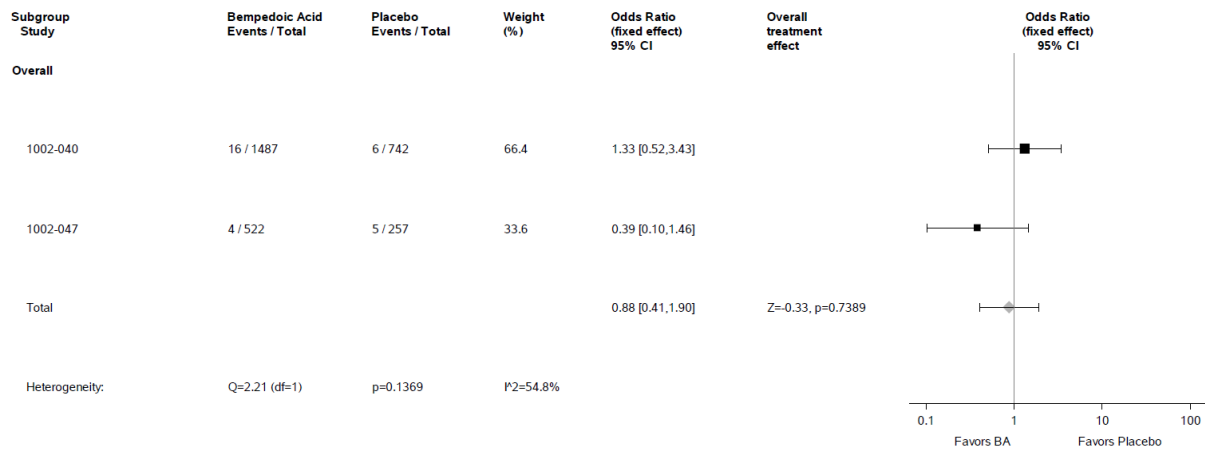 Subgroup Bempedoic Acid Placebo Weight Odds Ratio Overall Odds Ratio
Study Events / Total Events / Total (%) (fixed effect) treatment (fixed effect)
95% CI effect 95% CI
Overall
1002-040 16 / 1487 6 / 742 66.4 1.33 [0.52,3.43]
1002-047 4 / 522 5 / 257 33.6 0.39 [0.10,1.46]
Total 0.88 [0.41,1.90] Z=-0.33, p=0.7389
Heterogeneity: Q=2.21 (df=1) p=0.1369 I^2=54.8%
0.1 1 10 100
Favors BA Favors Placebo